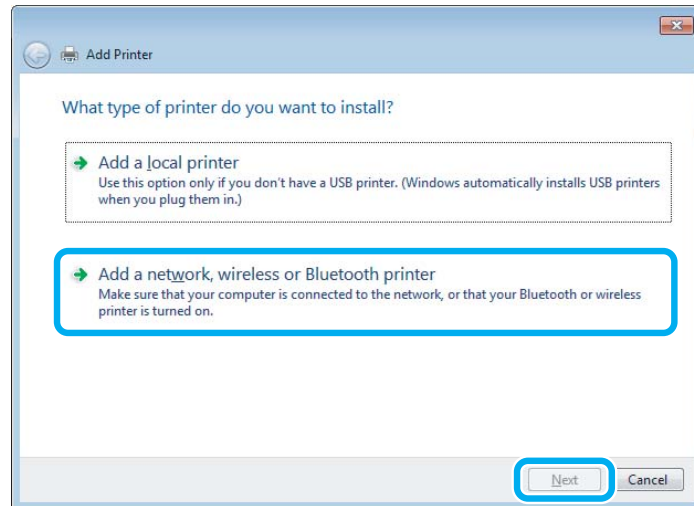 Add Printer
What type of printer do you want to install?
Add a local printer
Use this option only if you don't have a USB printer. (Windows automatically installs USB printers
when you plug them in.)
Add a network, wireless or Bluetooth printer
Make sure that your computer is connected to the network, or that your Bluetooth or wireless
printer is turned on.
Next Cancel